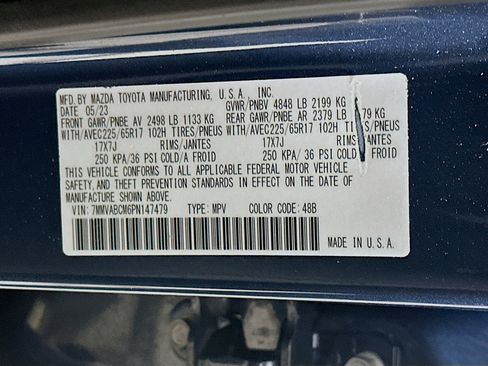 MFD.BY MAZDA TOYOTA MANUFACTURING, U.S.A., INC.
DATE 05/23 GVWR/PNBV 4848 LB 2199 KG
FRONT GAWR/PNBE AV 2498 LB 1133 KG REAR GAWR/PNBE AR 2379 LB 79 KG
WITH/AVEC225/65R17 102H TIRES/PNEUS WITH/AVEC225/65R17 102H TIRES/PNEUS
17X7J RIMS/JANTES 17X7J RIMS/JANTES
250 KPA/36 PSI COLD/A FROID 250 KPA/36 PSI COLD FROID
THIS VEHICLE CONFORMS TO ALL APPLICABLE FEDERAL MOTOR VEHICLE
SAFETY, AND THEFT PREVENTION STANDARDS IN EFFECT ON THE DATE OF
MANUFACTURE SHOWN ABOVE.
VIN: 7MMVABCM6PN147479 TYPE: MPV COLOR CODE: 48B
MADE IN U.S.A.